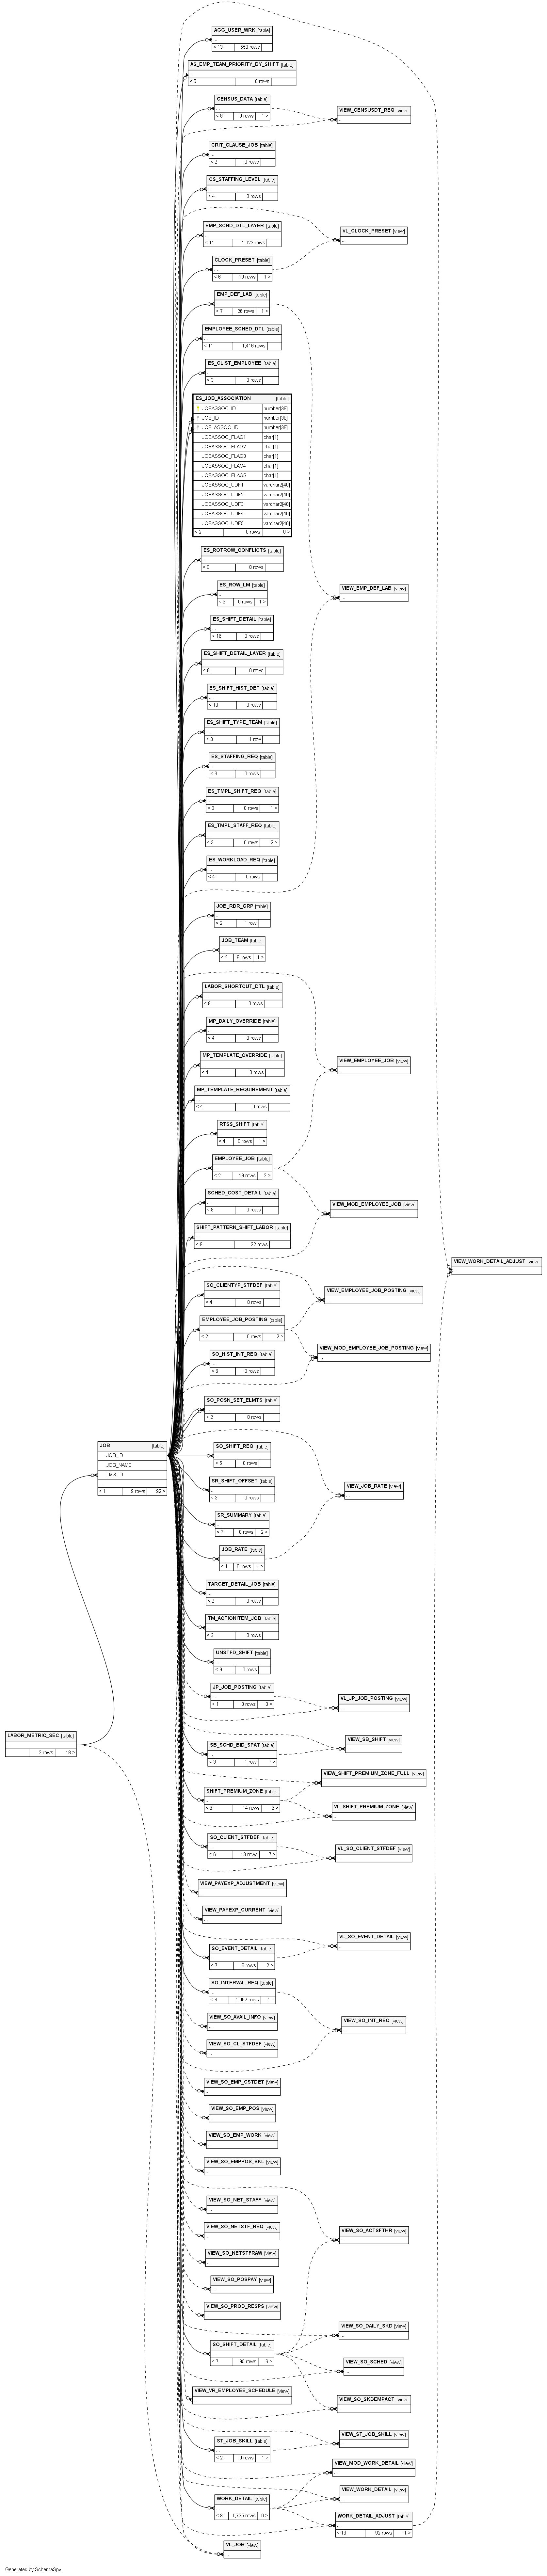 AGG_USER_WRK [table]
...
< 13 550 rows
AS_EMP_TEAM_PRIORITY_BY_SHIFT [table]
...
< 5 0 rows
CENSUS_DATA [table]
...
< 8 0 rows 1 >
VIEW_CENSUSDT_REQ [view]
...
CRIT_CLAUSE_JOB [table]
...
< 2 0 rows
CS_STAFFING_LEVEL [table]
...
< 4 0 rows
EMP_SCHD_DTL_LAYER [table]
...
< 11 1,022 rows
VL_CLOCK_PRESET [view]
...
CLOCK_PRESET [table]
...
< 8 10 rows 1 >
EMP_DEF_LAB [table]
...
< 7 26 rows 1 >
EMPLOYEE_SCHED_DTL [table]
...
< 11 1,416 rows
ES_CLIST_EMPLOYEE [table]
...
< 3 0 rows
ES_JOB_ASSOCIATION [table]
JOBASSOC_ID number[38]
JOB_ID number[38]
JOB_ASSOC_ID number[38]
JOBASSOC_FLAG1 char[1]
JOBASSOC_FLAG2 char[1]
JOBASSOC_FLAG3 char[1]
JOBASSOC_FLAG4 char[1]
JOBASSOC_FLAG5 char[1]
JOBASSOC_UDF1 varchar2[40]
JOBASSOC_UDF2 varchar2[40]
JOBASSOC_UDF3 varchar2[40]
JOBASSOC_UDF4 varchar2[40]
JOBASSOC_UDF5 varchar2[40]
< 2 0 rows 0 >
ES_ROTROW_CONFLICTS [table]
...
< 8 0 rows
ES_ROW_LM [table]
...
< 9 0 rows 1 >
VIEW_EMP_DEF_LAB [view]
...
ES_SHIFT_DETAIL [table]
...
< 16 0 rows
ES_SHIFT_DETAIL_LAYER [table]
...
< 6 0 rows
ES_SHIFT_HIST_DET [table]
...
< 10 0 rows
ES_SHIFT_TYPE_TEAM [table]
...
< 3 1 row
ES_STAFFING_REQ [table]
...
< 3 0 rows
ES_TMPL_SHIFT_REQ [table]
...
< 3 0 rows 1 >
ES_TMPL_STAFF_REQ [table]
...
< 3 0 rows 2 >
ES_WORKLOAD_REQ [table]
...
< 4 0 rows
JOB_RDR_GRP [table]
...
< 2 1 row
JOB_TEAM [table]
...
< 2 9 rows 1 >
LABOR_SHORTCUT_DTL [table]
...
< 8 0 rows
MP_DAILY_OVERRIDE [table]
...
< 4 0 rows
MP_TEMPLATE_OVERRIDE [table]
...
< 4 0 rows
VIEW_EMPLOYEE_JOB [view]
...
MP_TEMPLATE_REQUIREMENT [table]
...
< 4 0 rows
RTSS_SHIFT [table]
...
< 4 0 rows 1 >
EMPLOYEE_JOB [table]
...
< 2 19 rows 2 >
SCHED_COST_DETAIL [table]
...
< 9 0 rows
VIEW_MOD_EMPLOYEE_JOB [view]
...
SHIFT_PATTERN_SHIFT_LABOR [table]
...
< 8 22 rows
VIEW_WORK_DETAIL_ADJUST [view]
...
SO_CLIENTYP_STFDEF [table]
...
< 4 0 rows
VIEW_EMPLOYEE_JOB_POSTING [view]
...
EMPLOYEE_JOB_POSTING [table]
...
< 2 0 rows 2 >
VIEW_MOD_EMPLOYEE_JOB_POSTING [view]
...
SO_HIST_INT_REQ [table]
...
< 6 0 rows
SO_POSN_SET_ELMTS [table]
...
< 2 0 rows
JOB [table]
JOB_ID
JOB_NAME
LMS_ID
...
< 1 9 rows 92 >
SO_SHIFT_REQ [table]
...
< 5 0 rows
SR_SHIFT_OFFSET [table]
...
< 3 0 rows
VIEW_JOB_RATE [view]
...
SR_SUMMARY [table]
...
< 7 0 rows 2 >
JOB_RATE [table]
...
< 1 6 rows 1 >
TARGET_DETAIL_JOB [table]
...
< 2 0 rows
TM_ACTIONITEM_JOB [table]
...
< 2 0 rows
UNSTFD_SHIFT [table]
...
< 9 0 rows
JP_JOB_POSTING [table]
...
< 1 0 rows 3 >
VL_JP_JOB_POSTING [view]
...
LABOR_METRIC_SEC [table]
...
2 rows 18 >
SB_SCHD_BID_SPAT [table]
...
< 3 1 row 7 >
VIEW_SB_SHIFT [view]
...
VIEW_SHIFT_PREMIUM_ZONE_FULL [view]
...
SHIFT_PREMIUM_ZONE [table]
...
< 6 14 rows 5 >
VL_SHIFT_PREMIUM_ZONE [view]
...
SO_CLIENT_STFDEF [table]
...
< 8 13 rows 7 >
VL_SO_CLIENT_STFDEF [view]
...
VIEW_PAYEXP_ADJUSTMENT [view]
...
VIEW_PAYEXP_CURRENT [view]
...
VL_SO_EVENT_DETAIL [view]
...
SO_EVENT_DETAIL [table]
...
< 7 6 rows 2 >
SO_INTERVAL_REQ [table]
...
< 6 1,092 rows 1 >
VIEW_SO_AVAIL_INFO [view]
...
VIEW_SO_INT_REQ [view]
...
VIEW_SO_CL_STFDEF [view]
...
VIEW_SO_EMP_CSTDET [view]
...
VIEW_SO_EMP_POS [view]
...
VIEW_SO_EMP_WORK [view]
...
VIEW_SO_EMPPOS_SKL [view]
...
VIEW_SO_NET_STAFF [view]
...
VIEW_SO_NETSTF_REQ [view]
...
VIEW_SO_ACTSFTHR [view]
...
VIEW_SO_NETSTFRAW [view]
...
VIEW_SO_POSPAY [view]
...
VIEW_SO_PROD_RESPS [view]
...
VIEW_SO_DAILY_SKD [view]
...
SO_SHIFT_DETAIL [table]
...
< 7 95 rows 6 >
VIEW_SO_SCHED [view]
...
VIEW_VR_EMPLOYEE_SCHEDULE [view]
...
VIEW_SO_SKDEMPACT [view]
...
ST_JOB_SKILL [table]
...
< 2 0 rows 1 >
VIEW_ST_JOB_SKILL [view]
...
VIEW_MOD_WORK_DETAIL [view]
...
WORK_DETAIL [table]
...
< 8 1,735 rows 6 >
VIEW_WORK_DETAIL [view]
...
WORK_DETAIL_ADJUST [table]
...
< 13 92 rows 1 >
VL_JOB [view]
...
Generated by SchemaSpy